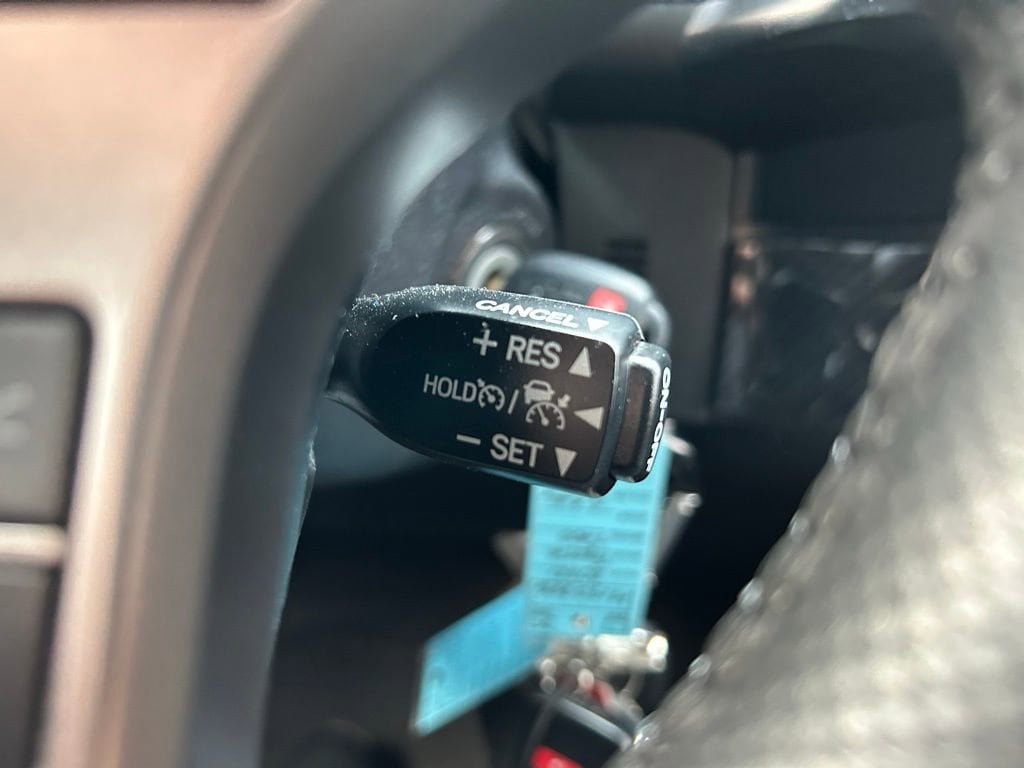 CANCEL ▼
+ RES ▲
HOLD / ◀
− SET ▼
ON-OFF